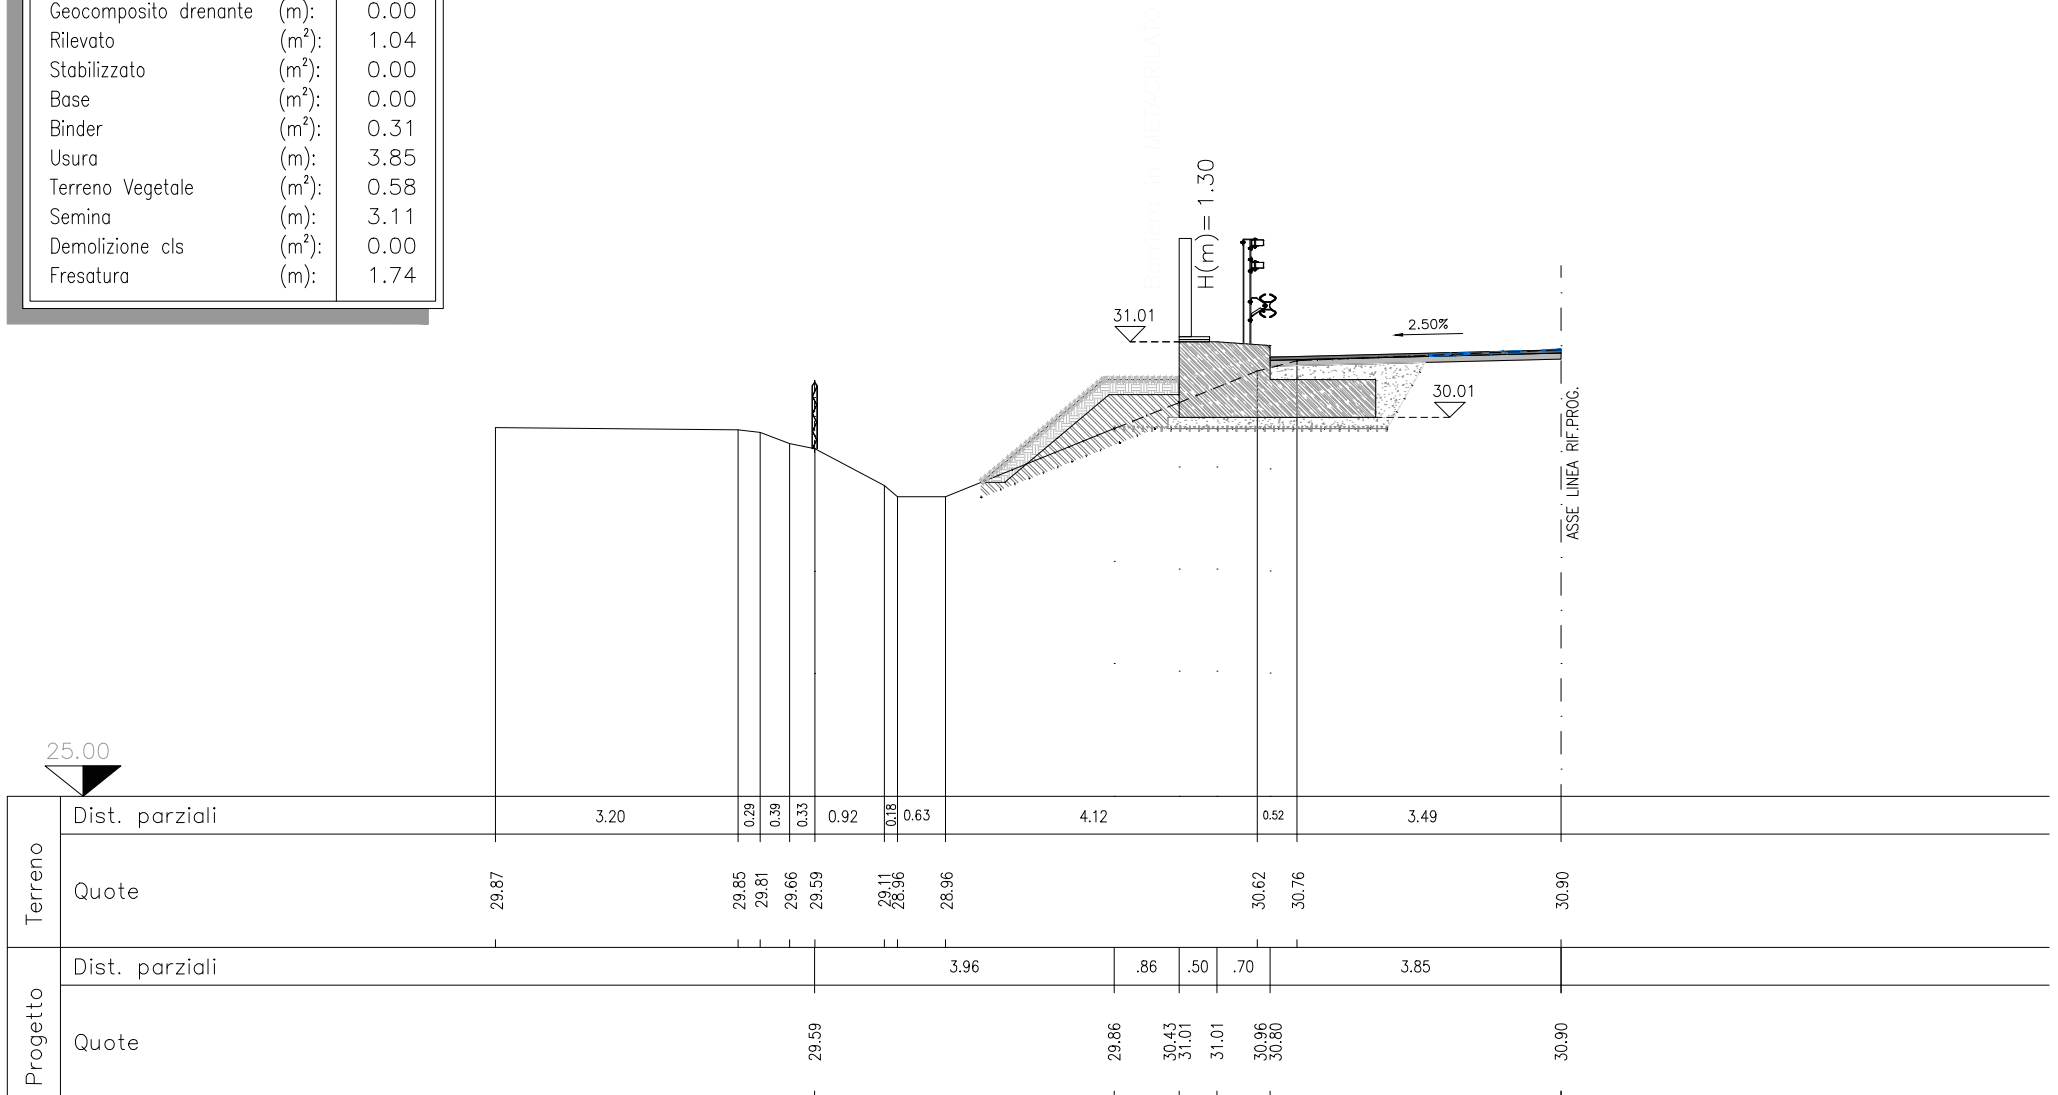 Geocomposito drenante (m): 0.00
Rilevato (m²): 1.04
Stabilizzato (m²): 0.00
Base (m²): 0.00
Binder (m²): 0.31
Usura (m): 3.85
Terreno Vegetale (m²): 0.58
Semina (m): 3.11
Demolizione cls (m²): 0.00
Fresatura (m): 1.74
Barriera in METACRILATO
H(m)= 1.30
31.01
2.50%
30.01
ASSE LINEA RIF.PROG.
25.00
Terreno
Dist. parziali 3.20 0.29 0.39 0.33 0.92 0.18 0.63 4.12 0.52 3.49
Quote 29.87 29.85 29.81 29.66 29.59 29.11 28.96 28.96 30.62 30.76 30.90
Progetto
Dist. parziali 3.96 .86 .50 .70 3.85
Quote 29.59 29.86 30.43 31.01 31.01 30.96 30.80 30.90